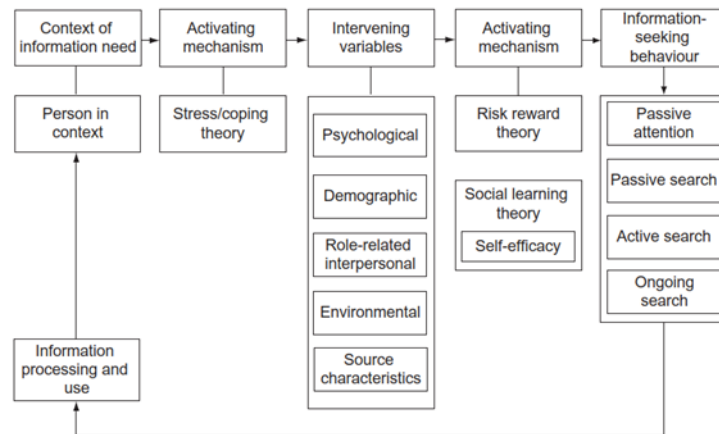 Context of
information need
Activating
mechanism
Intervening
variables
Activating
mechanism
Information-
seeking
behaviour
Person in
context
Stress/coping
theory
Psychological
Demographic
Role-related
interpersonal
Environmental
Source
characteristics
Risk reward
theory
Social learning
theory
Self-efficacy
Passive
attention
Passive search
Active search
Ongoing
search
Information
processing and
use